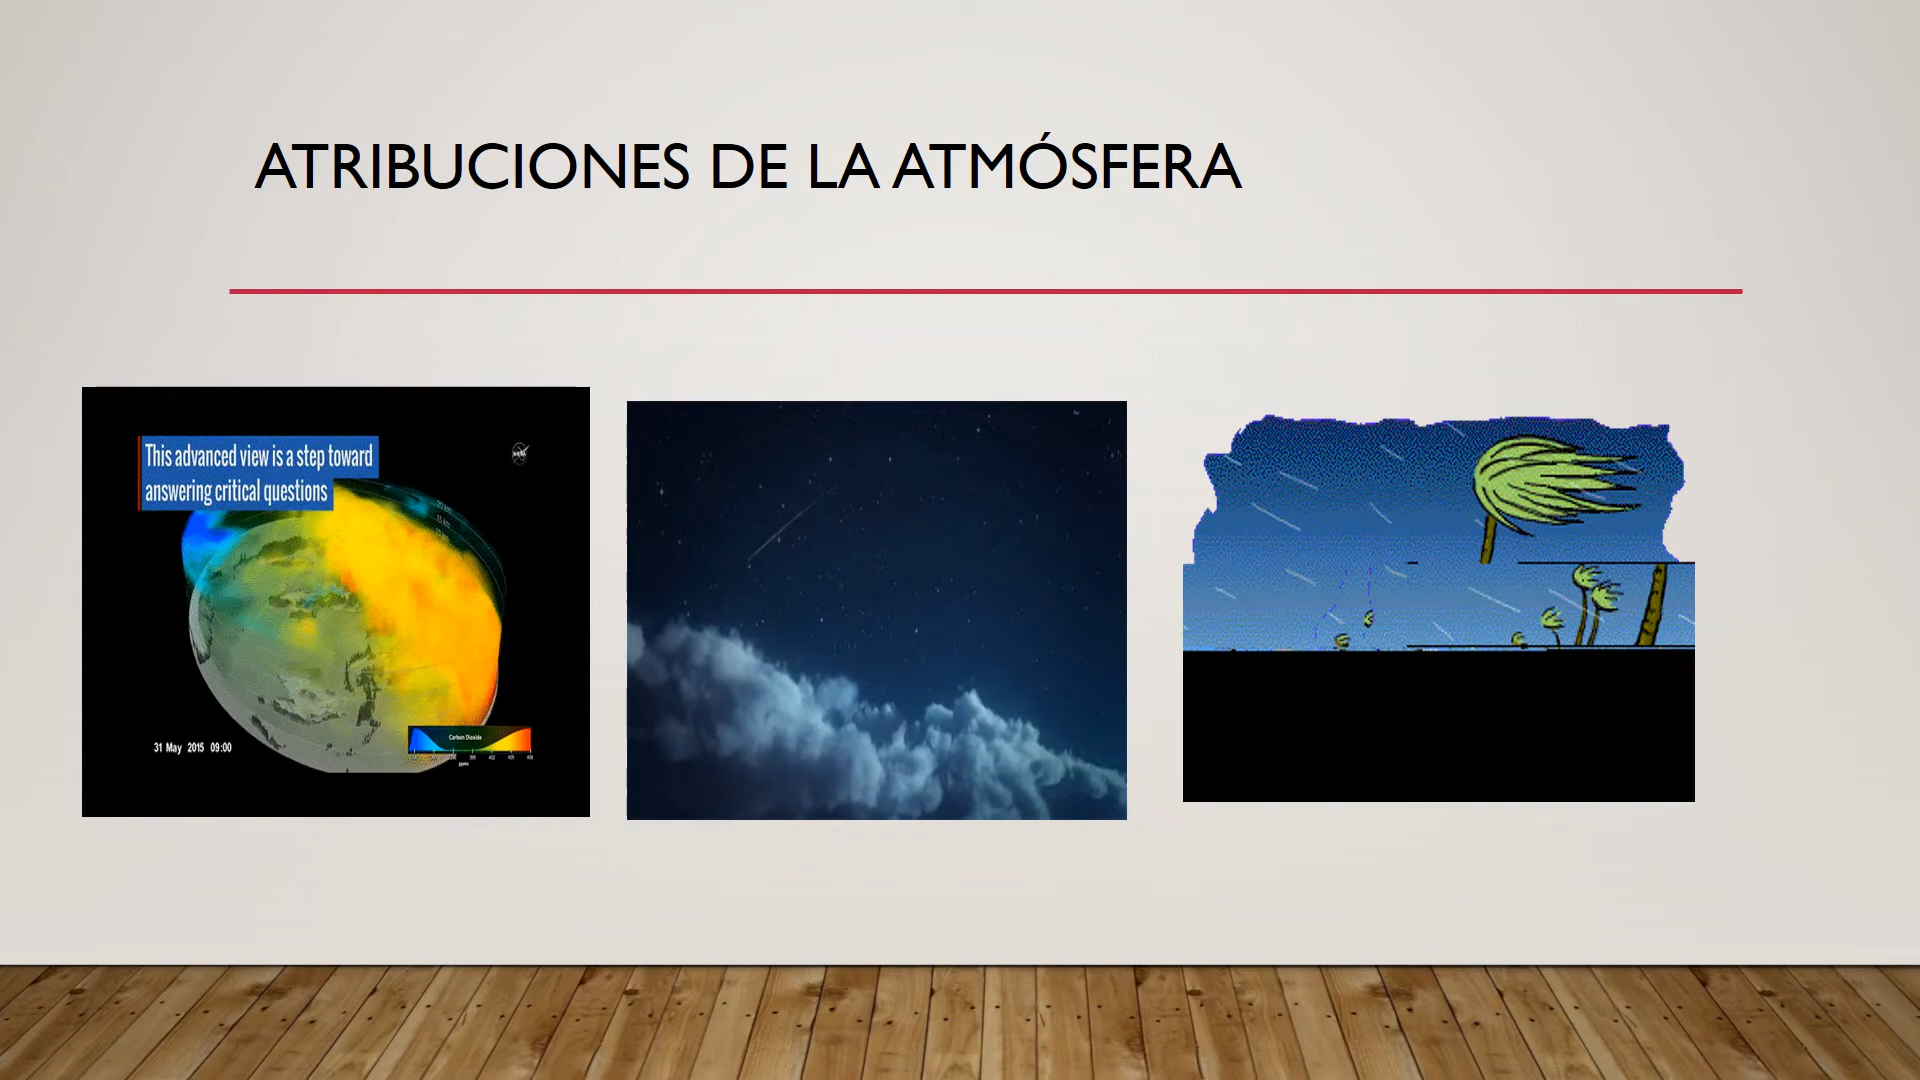 ATRIBUCIONES DE LA ATMÓSFERA
This advanced view is a step toward
answering critical questions
31 May 2015 09:00
Carbon Dioxide